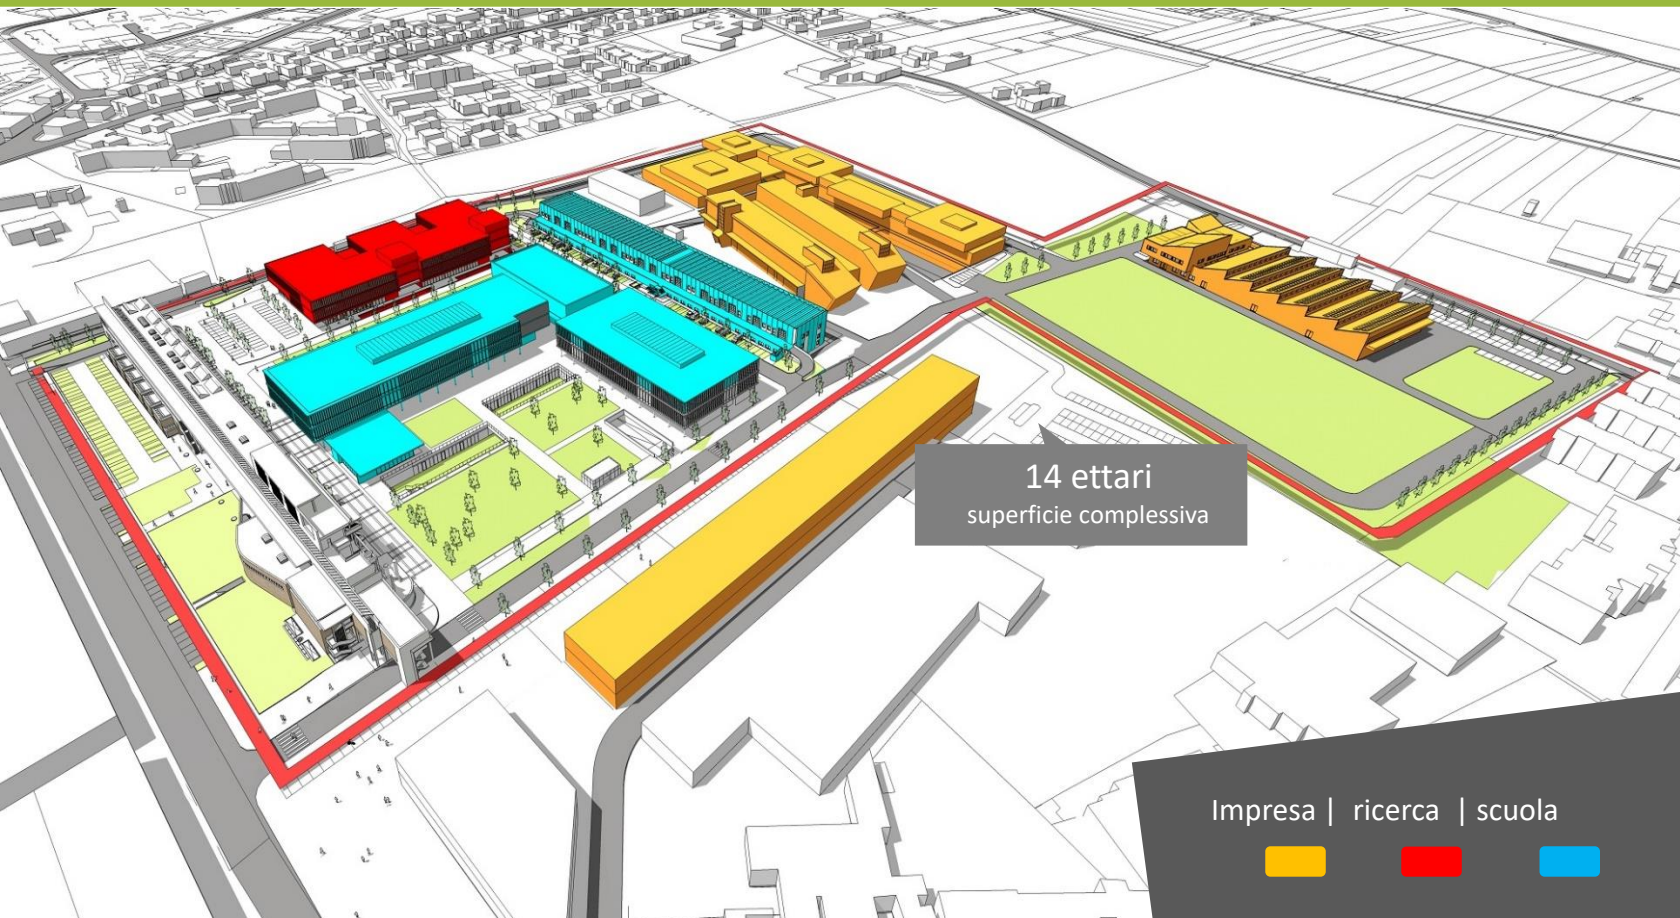 14 ettari
superficie complessiva
Impresa | ricerca | scuola